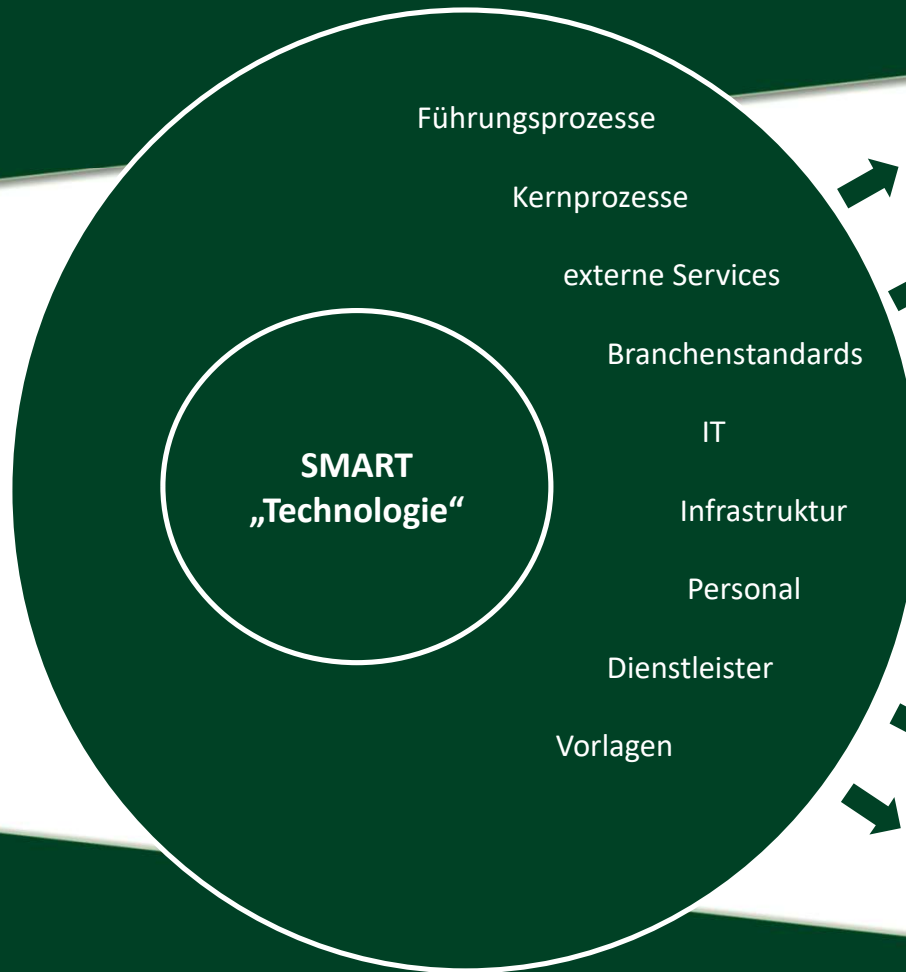 Führungsprozesse
Kernprozesse
externe Services
Branchenstandards
IT
SMART
„Technologie“
Infrastruktur
Personal
Dienstleister
Vorlagen